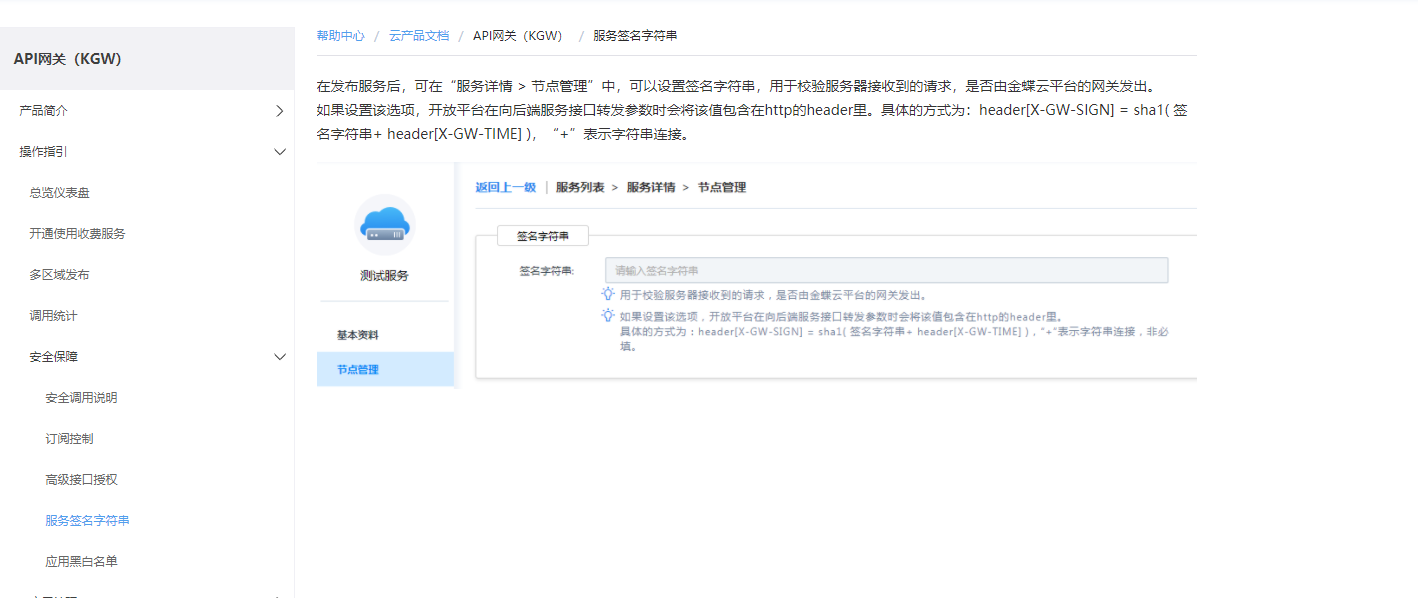 API网关（KGW）
产品简介
操作指引
总览仪表盘
开通使用收费服务
多区域发布
调用统计
安全保障
安全调用说明
订阅控制
高级接口授权
服务签名字符串
应用黑白名单
帮助中心 / 云产品文档 / API网关（KGW） / 服务签名字符串
在发布服务后，可在“服务详情 > 节点管理”中，可以设置签名字符串，用于校验服务器接收到的请求，是否由金蝶云平台的网关发出。
如果设置该选项，开放平台在向后端服务接口转发参数时会将该值包含在http的header里。具体的方式为：header[X-GW-SIGN] = sha1( 签
名字符串+ header[X-GW-TIME] )，“+”表示字符串连接。
返回上一级 | 服务列表 > 服务详情 > 节点管理
测试服务
基本资料
节点管理
签名字符串
签名字符串:
请输入签名字符串
用于校验服务器接收到的请求，是否由金蝶云平台的网关发出。
如果设置该选项，开放平台在向后端服务接口转发参数时会将该值包含在http的header里。
具体的方式为：header[X-GW-SIGN] = sha1( 签名字符串+ header[X-GW-TIME] )，“+”表示字符串连接，非必
填。